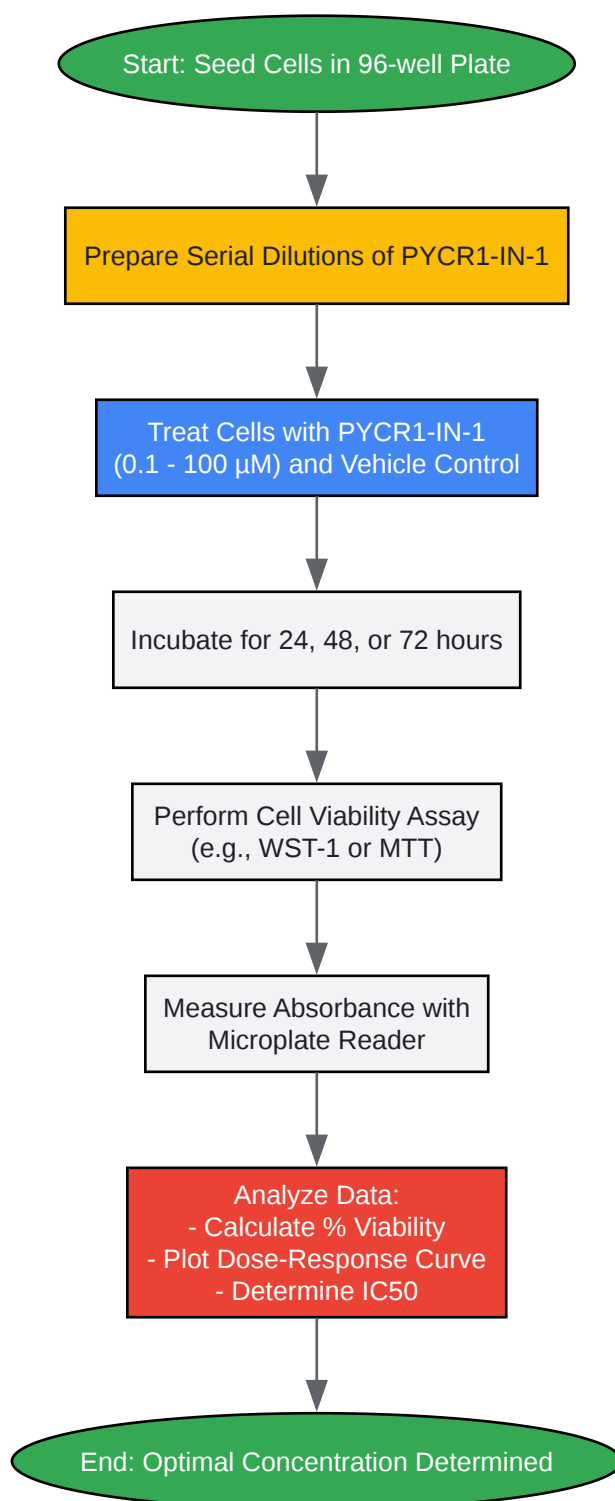 Start: Seed Cells in 96-well Plate
Prepare Serial Dilutions of PYCR1-IN-1
Treat Cells with PYCR1-IN-1
(0.1 - 100 µM) and Vehicle Control
Incubate for 24, 48, or 72 hours
Perform Cell Viability Assay
(e.g., WST-1 or MTT)
Measure Absorbance with
Microplate Reader
Analyze Data:
- Calculate % Viability
- Plot Dose-Response Curve
- Determine IC50
End: Optimal Concentration Determined